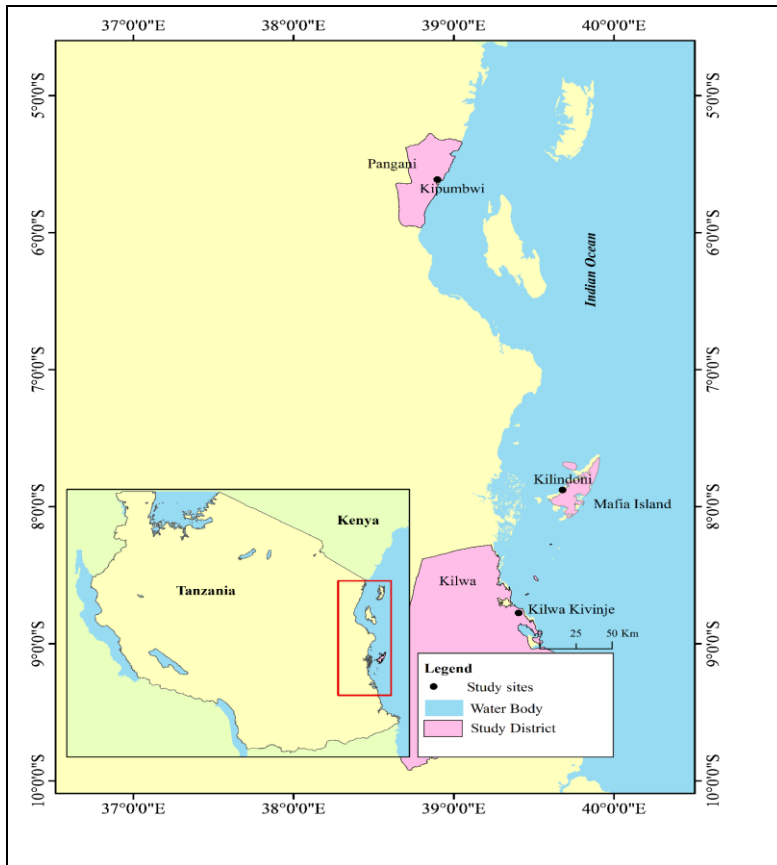 37°0'0"E 38°0'0"E 39°0'0"E 40°0'0"E
5°0'0"S 5°0'0"S
Pangani
Kipumbwi
6°0'0"S 6°0'0"S
Indian Ocean
7°0'0"S 7°0'0"S
Kilindoni
Mafia Island
8°0'0"S 8°0'0"S
Kenya
Tanzania
Kilwa
Kilwa Kivinje
0 25 50 Km
9°0'0"S 9°0'0"S
Legend
Study sites
Water Body
Study District
10°0'0"S 10°0'0"S
37°0'0"E 38°0'0"E 39°0'0"E 40°0'0"E